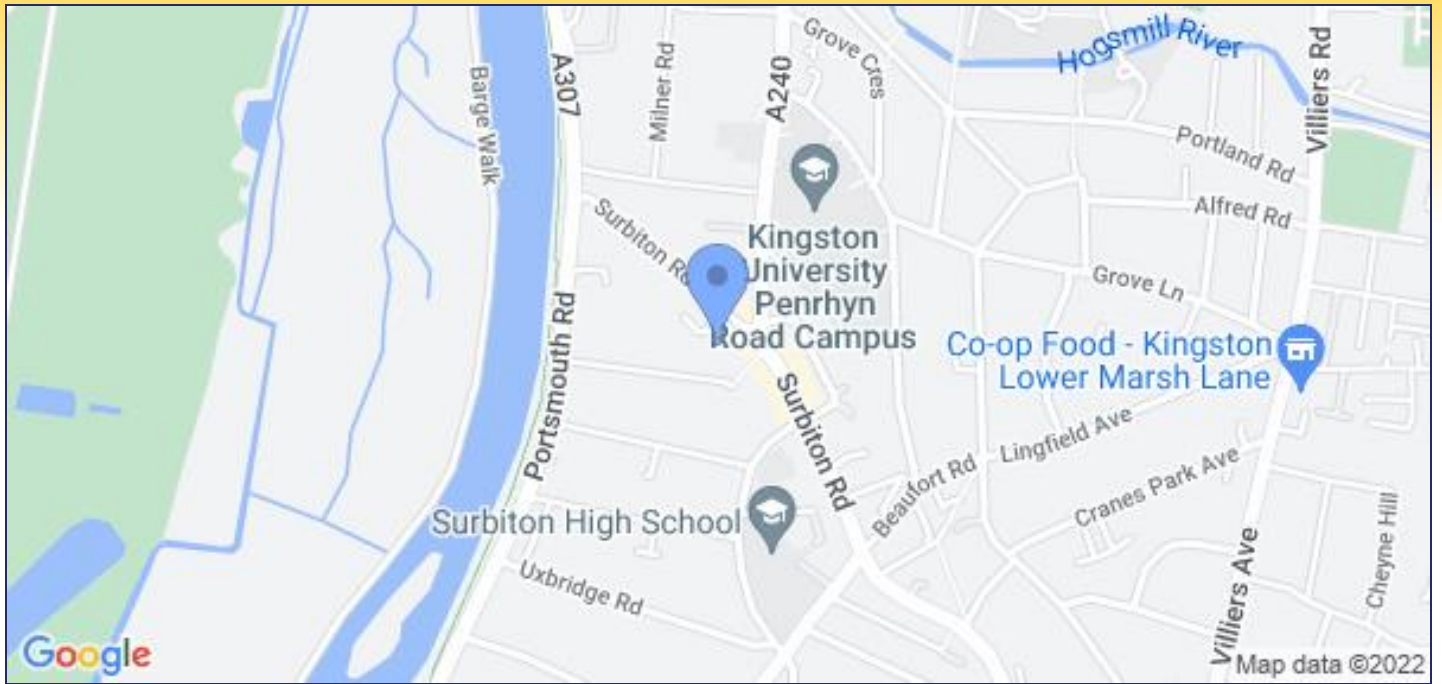 Grove Cres
Hogsmill River
Villiers Rd
A307
Milner Rd
A240
Barge Walk
Portland Rd
Alfred Rd
Surbiton Rd
Kingston
University
Penrhyn
Road Campus
Grove Ln
Portsmouth Rd
Co-op Food - Kingston
Lower Marsh Lane
Surbiton Rd
Lingfield Ave
Beaufort Rd
Cranes Park Ave
Surbiton High School
Cheyne Hill
Uxbridge Rd
Villiers Ave
Google
Map data ©2022